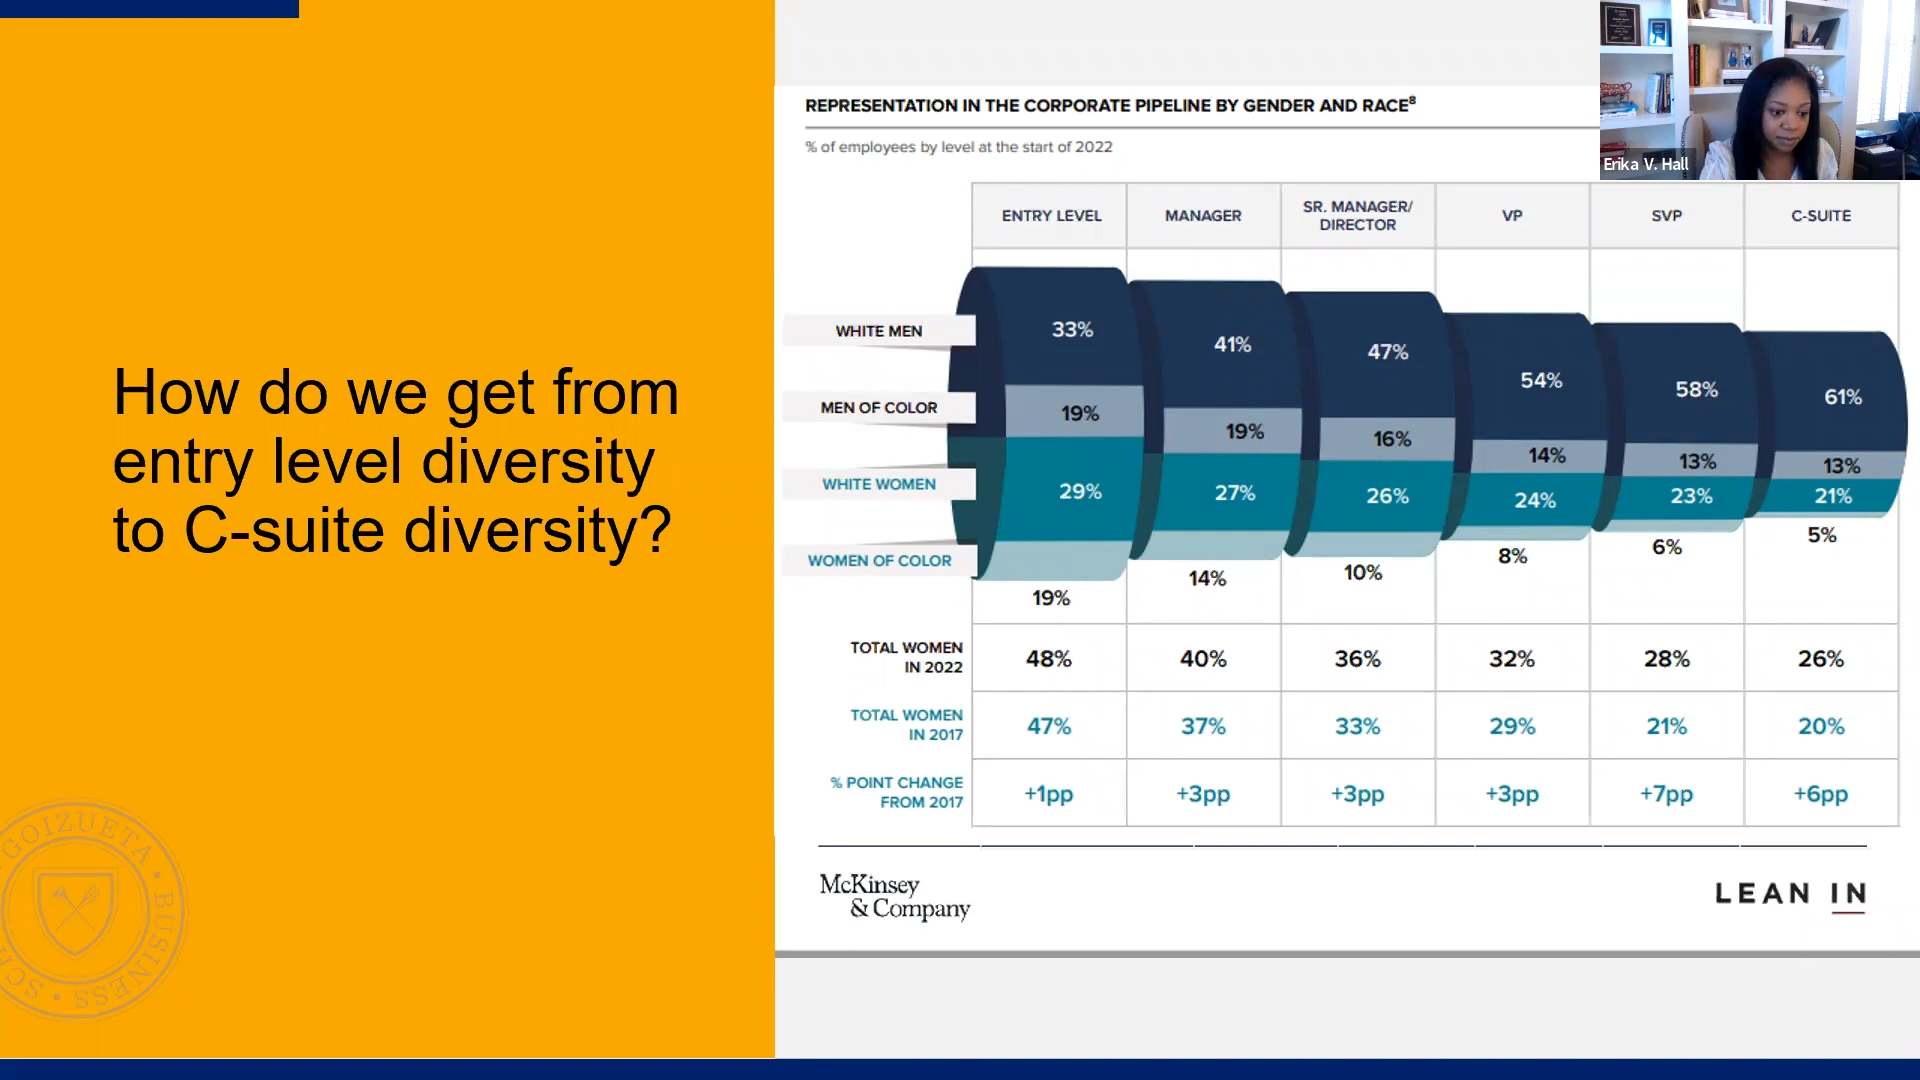 How do we get from
entry level diversity
to C-suite diversity?
GOIZUETA BUSINESS SCH
REPRESENTATION IN THE CORPORATE PIPELINE BY GENDER AND RACE8
% of employees by level at the start of 2022
Erika V. Hall
ENTRY LEVEL MANAGER SR. MANAGER/ VP SVP C-SUITE
DIRECTOR
WHITE MEN 33% 41% 47% 54% 58% 61%
MEN OF COLOR 19% 19% 16% 14% 13% 13%
WHITE WOMEN 29% 27% 26% 24% 23% 21%
WOMEN OF COLOR 19% 14% 10% 8% 6% 5%
TOTAL WOMEN
IN 2022 48% 40% 36% 32% 28% 26%
TOTAL WOMEN
IN 2017 47% 37% 33% 29% 21% 20%
% POINT CHANGE
FROM 2017 +1pp +3pp +3pp +3pp +7pp +6pp
McKinsey
& Company
LEAN IN